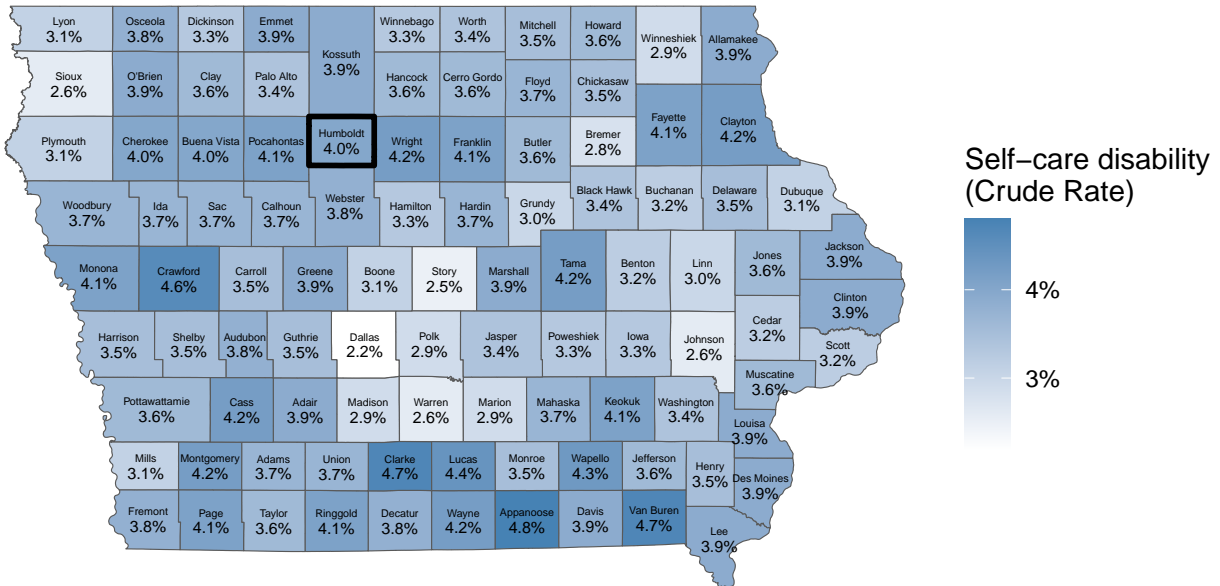 Lyon
3.1%
Osceola
3.8%
Dickinson
3.3%
Emmet
3.9%
Kossuth
3.9%
Winnebago
3.3%
Worth
3.4%
Mitchell
3.5%
Howard
3.6%
Winneshiek
2.9%
Allamakee
3.9%
Sioux
2.6%
O'Brien
3.9%
Clay
3.6%
Palo Alto
3.4%
Hancock
3.6%
Cerro Gordo
3.6%
Floyd
3.7%
Chickasaw
3.5%
Fayette
4.1%
Clayton
4.2%
Plymouth
3.1%
Cherokee
4.0%
Buena Vista
4.0%
Pocahontas
4.1%
Humboldt
4.0%
Wright
4.2%
Franklin
4.1%
Butler
3.6%
Bremer
2.8%
Woodbury
3.7%
Ida
3.7%
Sac
3.7%
Calhoun
3.7%
Webster
3.8%
Hamilton
3.3%
Hardin
3.7%
Grundy
3.0%
Black Hawk
3.4%
Buchanan
3.2%
Delaware
3.5%
Dubuque
3.1%
Monona
4.1%
Crawford
4.6%
Carroll
3.5%
Greene
3.9%
Boone
3.1%
Story
2.5%
Marshall
3.9%
Tama
4.2%
Benton
3.2%
Linn
3.0%
Jones
3.6%
Jackson
3.9%
Clinton
3.9%
Harrison
3.5%
Shelby
3.5%
Audubon
3.8%
Guthrie
3.5%
Dallas
2.2%
Polk
2.9%
Jasper
3.4%
Poweshiek
3.3%
Iowa
3.3%
Johnson
2.6%
Cedar
3.2%
Scott
3.2%
Muscatine
3.6%
Pottawattamie
3.6%
Cass
4.2%
Adair
3.9%
Madison
2.9%
Warren
2.6%
Marion
2.9%
Mahaska
3.7%
Keokuk
4.1%
Washington
3.4%
Louisa
3.9%
Mills
3.1%
Montgomery
4.2%
Adams
3.7%
Union
3.7%
Clarke
4.7%
Lucas
4.4%
Monroe
3.5%
Wapello
4.3%
Jefferson
3.6%
Henry
3.5%
Des Moines
3.9%
Fremont
3.8%
Page
4.1%
Taylor
3.6%
Ringgold
4.1%
Decatur
3.8%
Wayne
4.2%
Appanoose
4.8%
Davis
3.9%
Van Buren
4.7%
Lee
3.9%
Self−care disability
(Crude Rate)
4%
3%